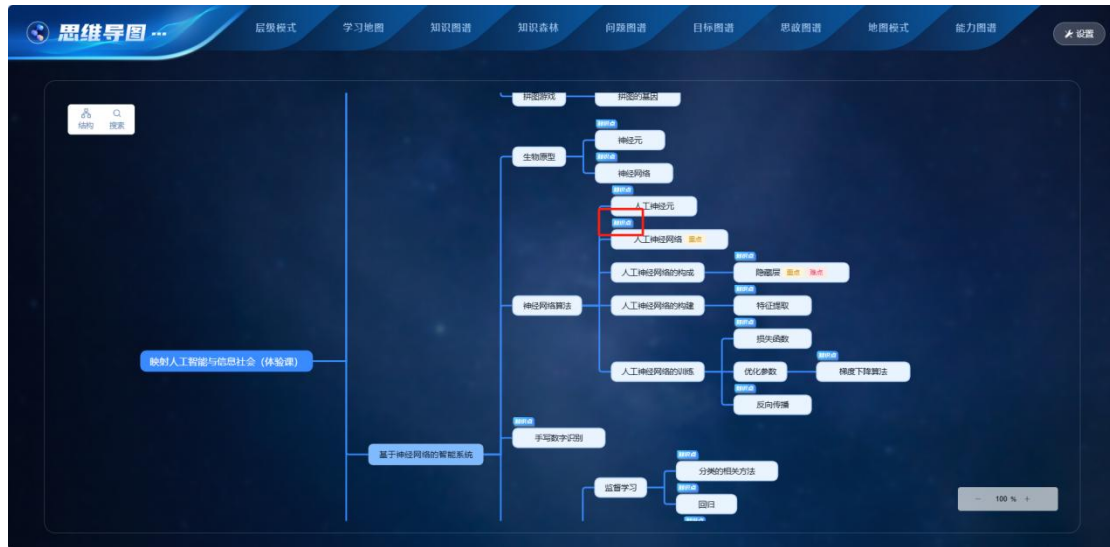 思维导图 ...
层级模式
学习地图
知识图谱
知识森林
问题图谱
目标图谱
思政图谱
地图模式
能力图谱
设置
结构
搜索
拼图游戏
拼图的基因
知识点
神经元
生物原型
知识点
神经网络
知识点
人工神经元
知识点
人工神经网络 重点
知识点
人工神经网络的构成
隐藏层 重点 难点
知识点
神经网络算法
人工神经网络的构建
特征提取
知识点
损失函数
知识点
映射人工智能与信息社会(体验课)
人工神经网络的训练
优化参数
梯度下降算法
知识点
反向传播
知识点
手写数字识别
基于神经网络的智能系统
知识点
分类的相关方法
监督学习
知识点
回归
知识点
- 100 % +